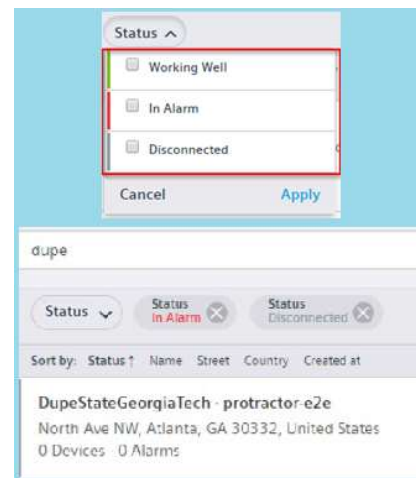 Status
Working Well
In Alarm
Disconnected
Cancel Apply
dupe
Status Status In Alarm Status Disconnected
Sort by: Status↑ Name Street Country Created at
DupeStateGeorgiaTech - protractor-e2e
North Ave NW, Atlanta, GA 30332, United States
0 Devices - 0 Alarms